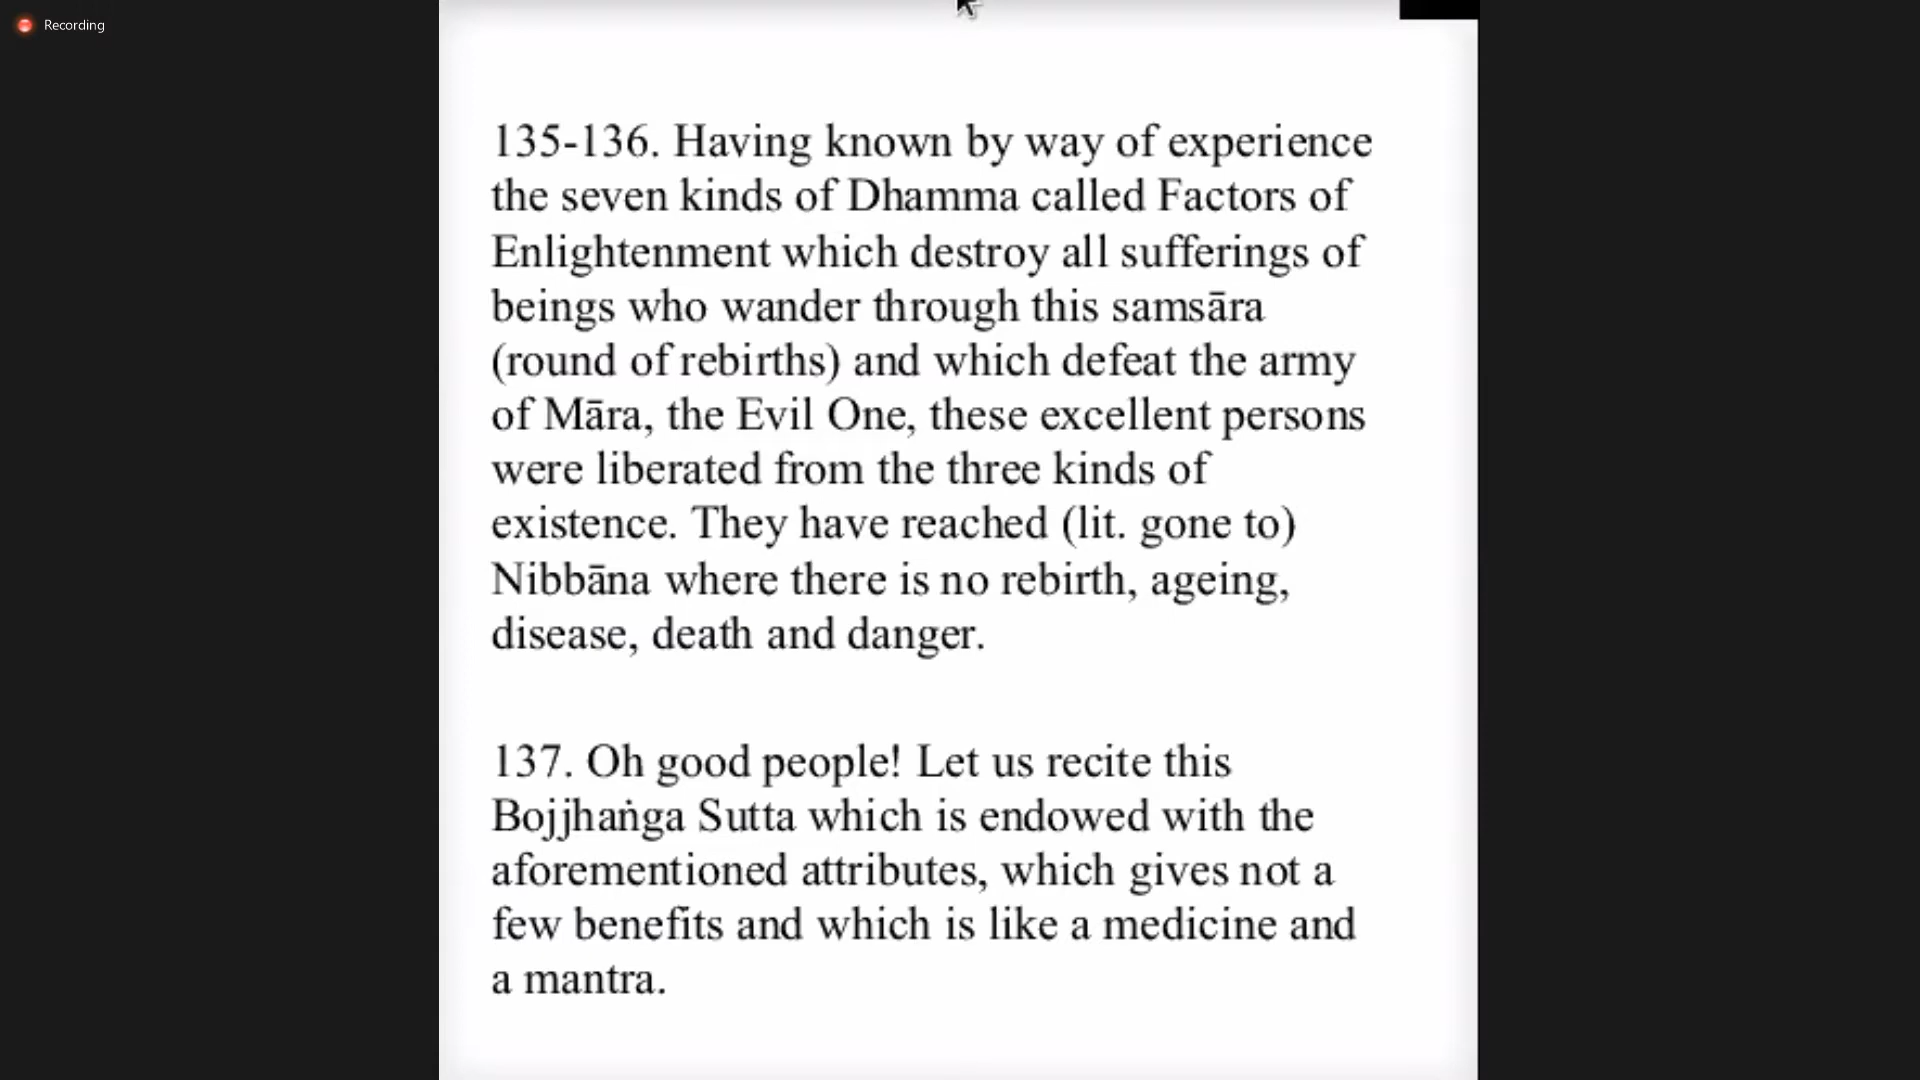 Recording
135-136. Having known by way of experience
the seven kinds of Dhamma called Factors of
Enlightenment which destroy all sufferings of
beings who wander through this samsāra
(round of rebirths) and which defeat the army
of Māra, the Evil One, these excellent persons
were liberated from the three kinds of
existence. They have reached (lit. gone to)
Nibbāna where there is no rebirth, ageing,
disease, death and danger.
137. Oh good people! Let us recite this
Bojjhaṅga Sutta which is endowed with the
aforementioned attributes, which gives not a
few benefits and which is like a medicine and
a mantra.